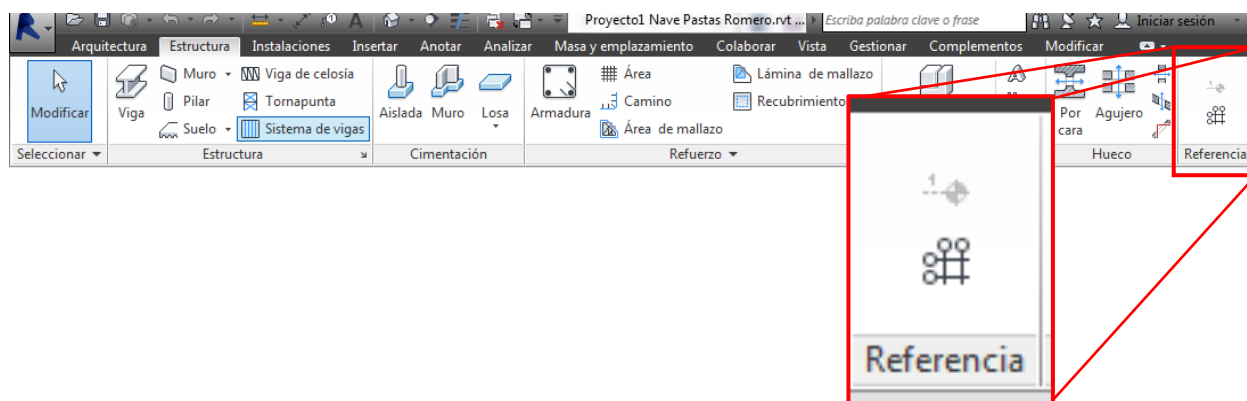 Proyecto1 Nave Pastas Romero.rvt ... Escriba palabra clave o frase Iniciar sesión
Arquitectura Estructura Instalaciones Insertar Anotar Analizar Masa y emplazamiento Colaborar Vista Gestionar Complementos Modificar
Muro Viga de celosía Área Lámina de mallazo
Modificar Viga Pilar Tornapunta Aislada Muro Losa Armadura Camino Recubrimiento Por cara Agujero
Suelo Sistema de vigas Área de mallazo
Seleccionar Estructura Cimentación Refuerzo Hueco Referencia
1
Referencia